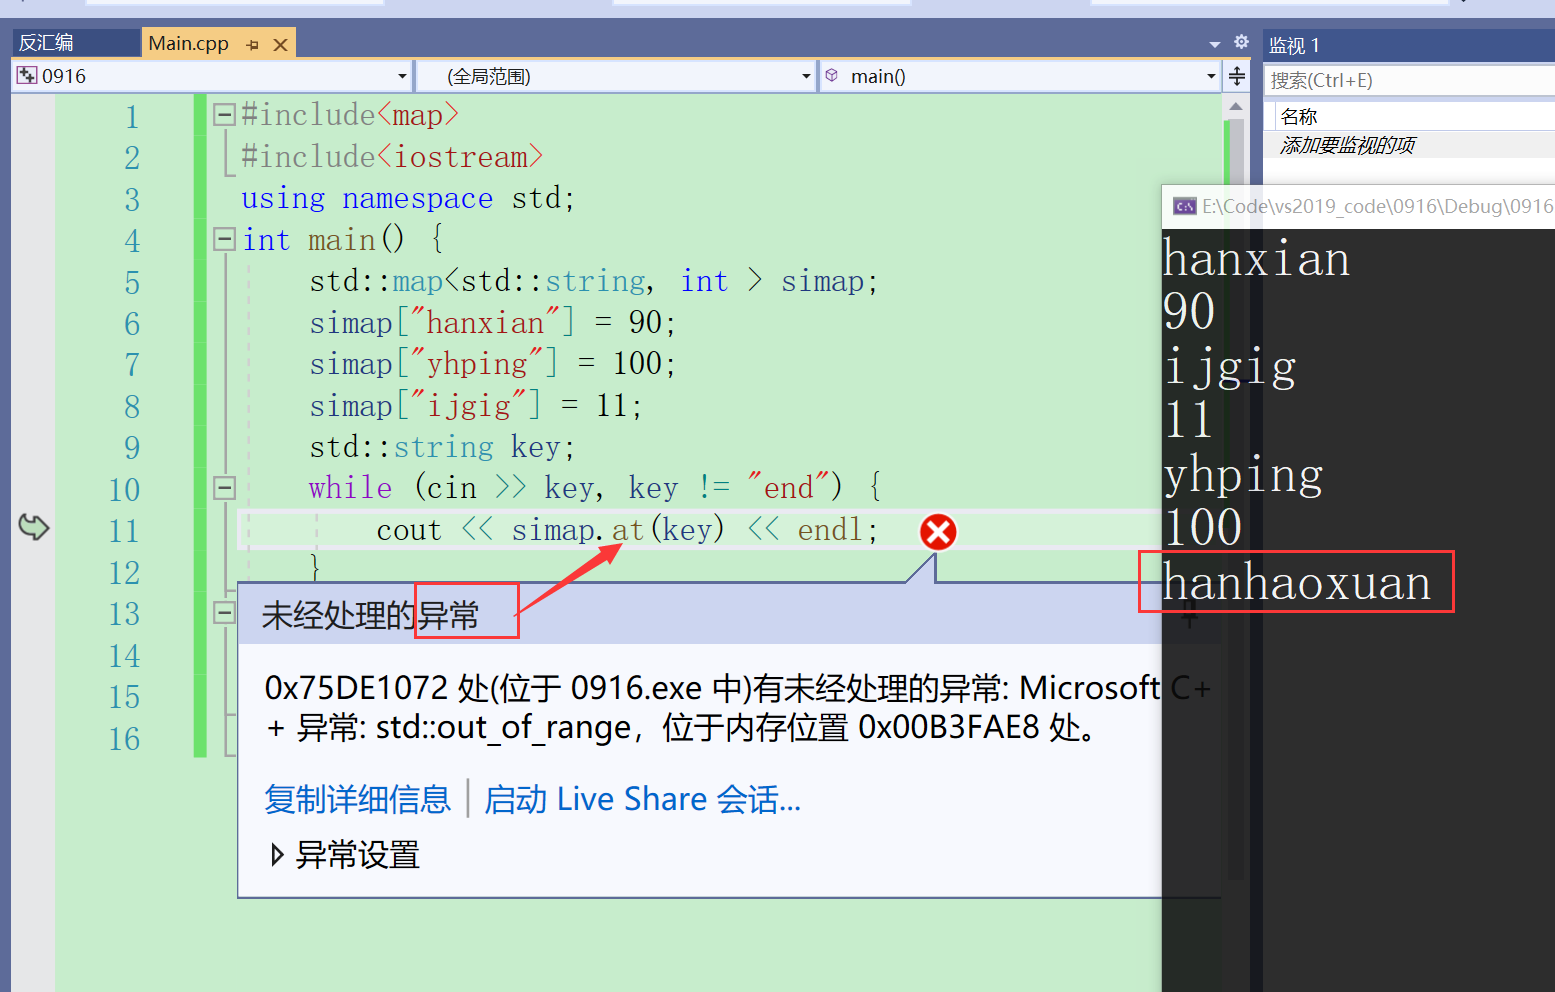 反汇编
Main.cpp
监视 1
0916
(全局范围)
main()
搜索(Ctrl+E)
名称
添加要监视的项
1 #include<map>
2 #include<iostream>
3 using namespace std;
4 int main() {
5 std::map<std::string, int > simap;
6 simap["hanxian"] = 90;
7 simap["yhping"] = 100;
8 simap["ijgig"] = 11;
9 std::string key;
10 while (cin >> key, key != "end") {
11 cout << simap.at(key) << endl;
12 }
13
14
15
16
未经处理的异常
0x75DE1072 处(位于 0916.exe 中)有未经处理的异常: Microsoft C+
+ 异常: std::out_of_range，位于内存位置 0x00B3FAE8 处。
复制详细信息 | 启动 Live Share 会话...
异常设置
E:\Code\vs2019_code\0916\Debug\0916
hanxian
90
ijgig
11
yhping
100
hanhaoxuan